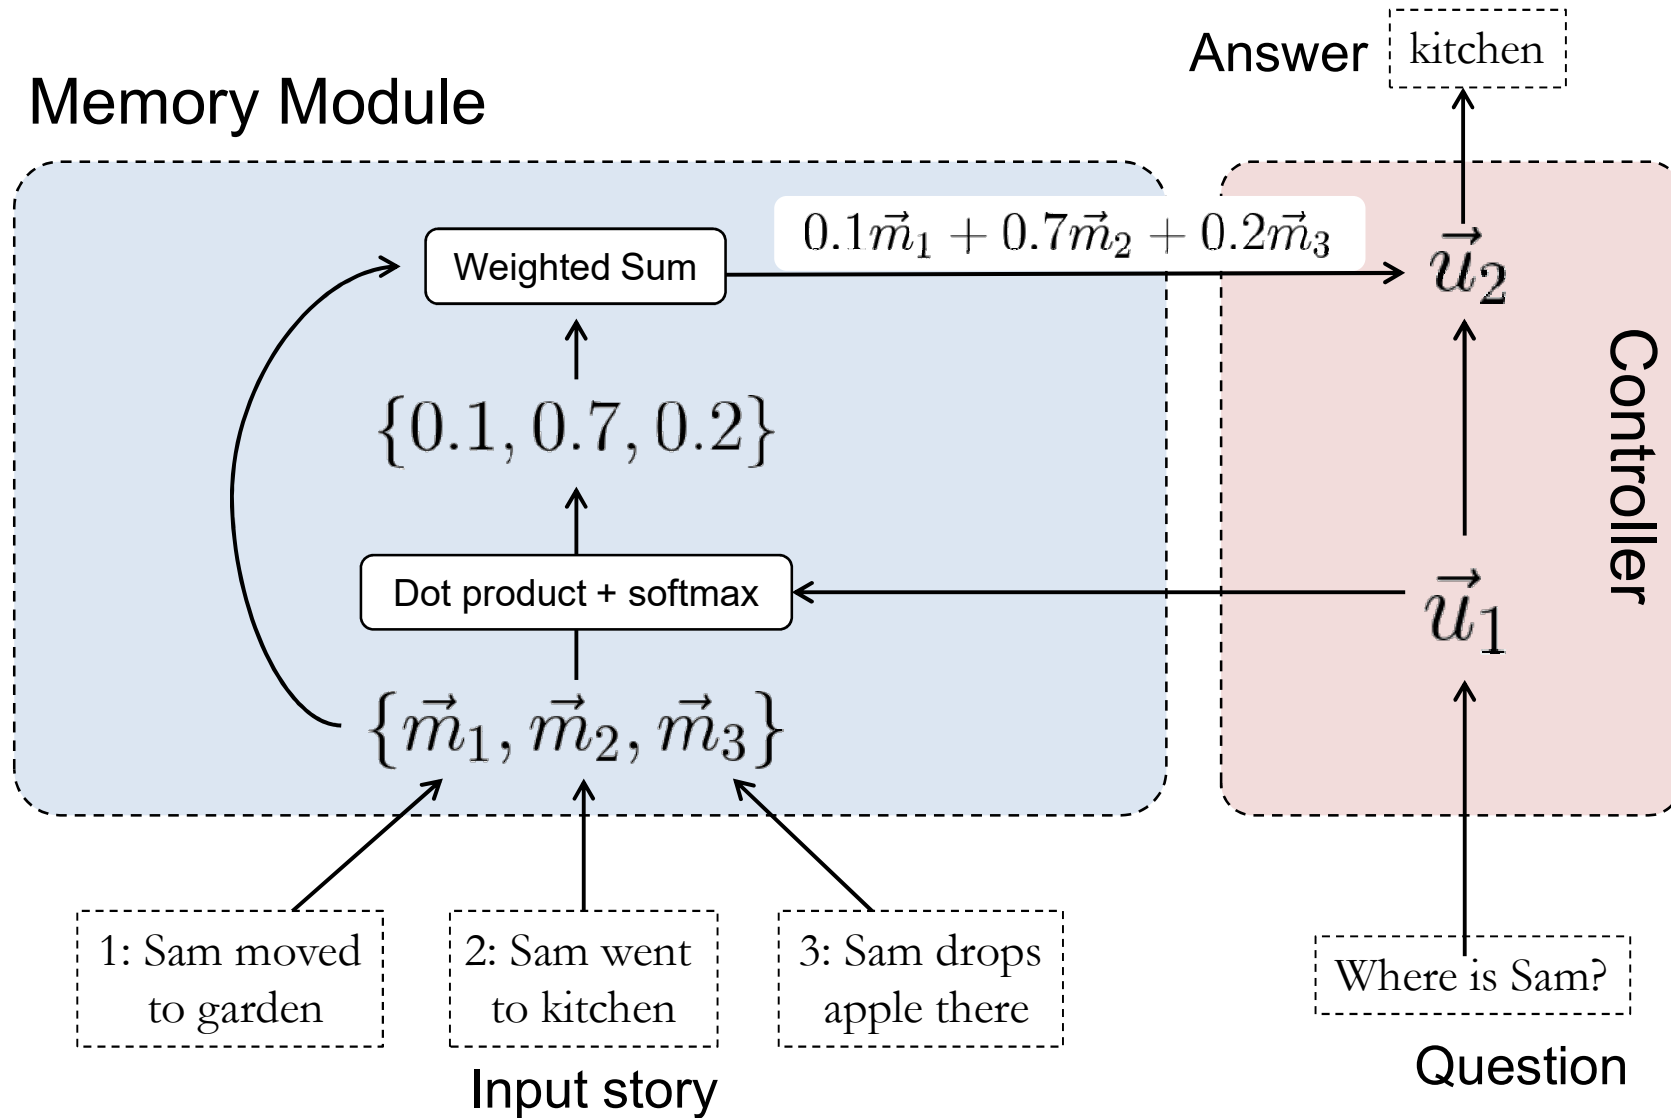 Answer
kitchen
Memory Module
0.1m⃗₁ + 0.7m⃗₂ + 0.2m⃗₃
Weighted Sum
u⃗₂
Controller
{0.1, 0.7, 0.2}
Dot product + softmax
u⃗₁
{m⃗₁, m⃗₂, m⃗₃}
1: Sam moved
to garden
2: Sam went
to kitchen
3: Sam drops
apple there
Where is Sam?
Input story
Question